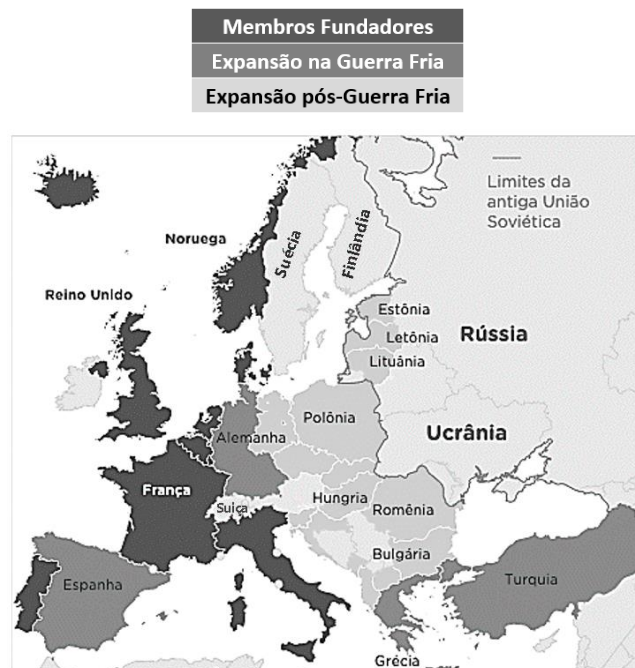 Membros Fundadores
Expansão na Guerra Fria
Expansão pós-Guerra Fria
Limites da
antiga União
Soviética
Noruega
Suécia
Finlândia
Reino Unido
Estônia
Letônia
Lituânia
Rússia
Polônia
Alemanha
Ucrânia
França
Suiça
Hungria
Romênia
Bulgária
Espanha
Turquia
Grécia